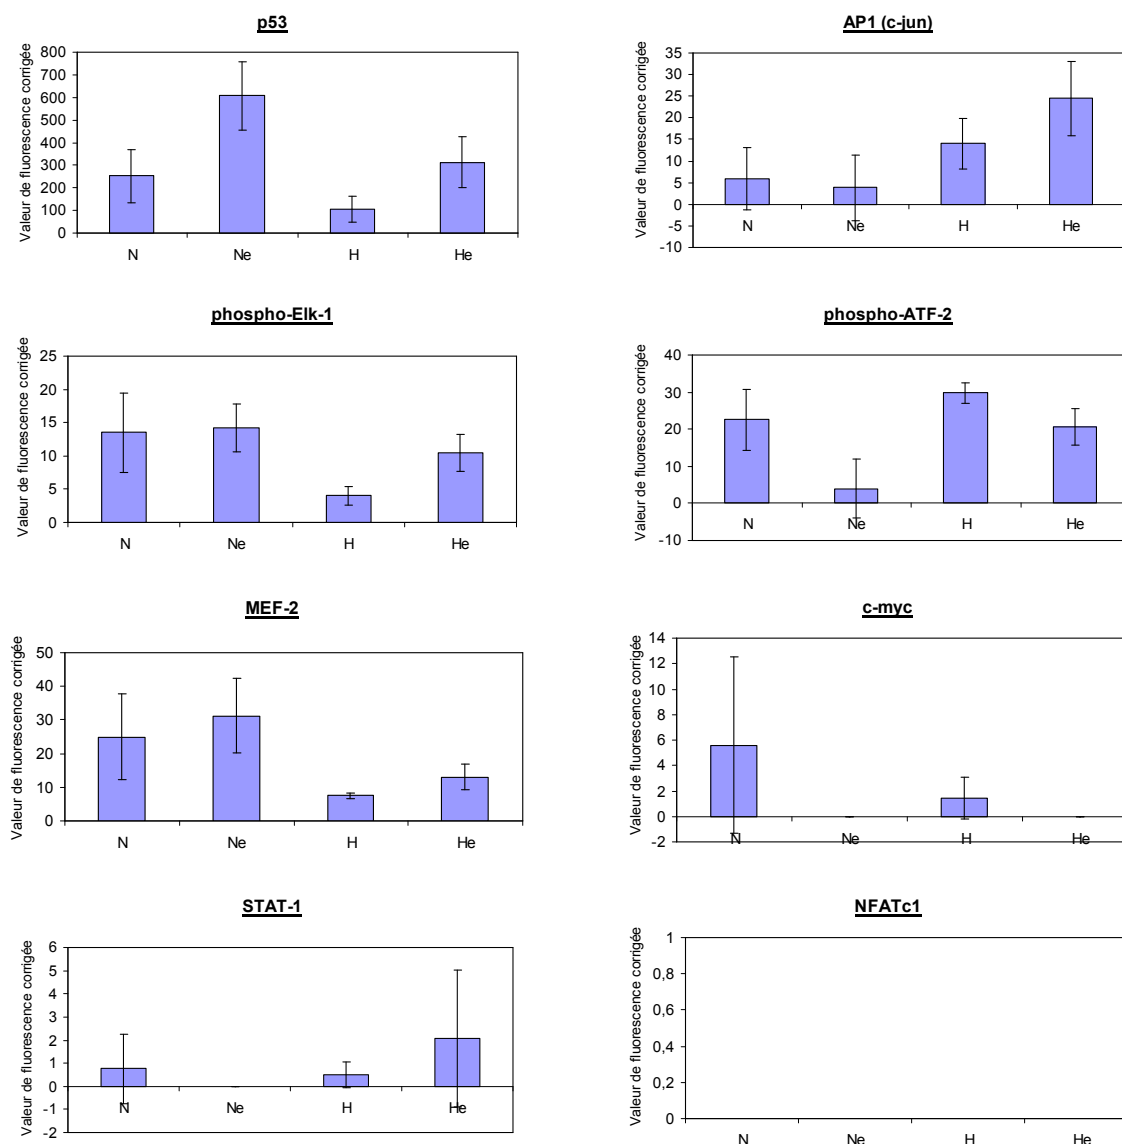 p53
Valeur de fluorescence corrigée
800
700
600
500
400
300
200
100
0
N Ne H He
AP1 (c-jun)
Valeur de fluorescence corrigée
35
30
25
20
15
10
5
0
-5
-10
N Ne H He
phospho-Elk-1
Valeur de fluorescence corrigée
25
20
15
10
5
0
N Ne H He
phospho-ATF-2
Valeur de fluorescence corrigée
40
30
20
10
0
-10
N Ne H He
MEF-2
Valeur de fluorescence corrigée
50
40
30
20
10
0
N Ne H He
c-myc
Valeur de fluorescence corrigée
14
12
10
8
6
4
2
0
-2
N Ne H He
STAT-1
Valeur de fluorescence corrigée
6
5
4
3
2
1
0
-1
-2
N Ne H He
NFATc1
Valeur de fluorescence corrigée
1
0,8
0,6
0,4
0,2
0
N Ne H He